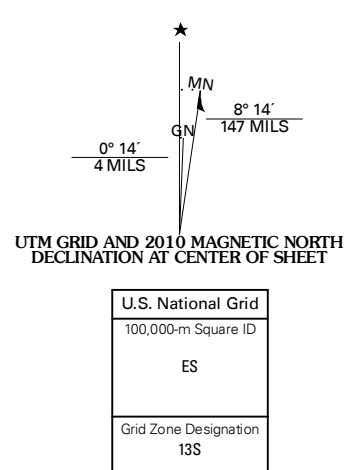 ★
MN
8° 14´
147 MILS
GN
0° 14´
4 MILS
UTM GRID AND 2010 MAGNETIC NORTH
DECLINATION AT CENTER OF SHEET
U.S. National Grid
100,000-m Square ID
ES
Grid Zone Designation
13S